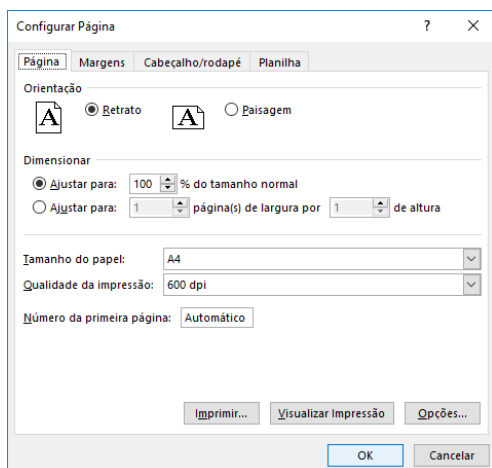 Configurar Página ? ×
Página Margens Cabeçalho/rodapé Planilha
Orientação
A Retrato A Paisagem
Dimensionar
Ajustar para: 100 % do tamanho normal
Ajustar para: 1 página(s) de largura por 1 de altura
Tamanho do papel: A4
Qualidade da impressão: 600 dpi
Número da primeira página: Automático
Imprimir... Visualizar Impressão Opções...
OK Cancelar